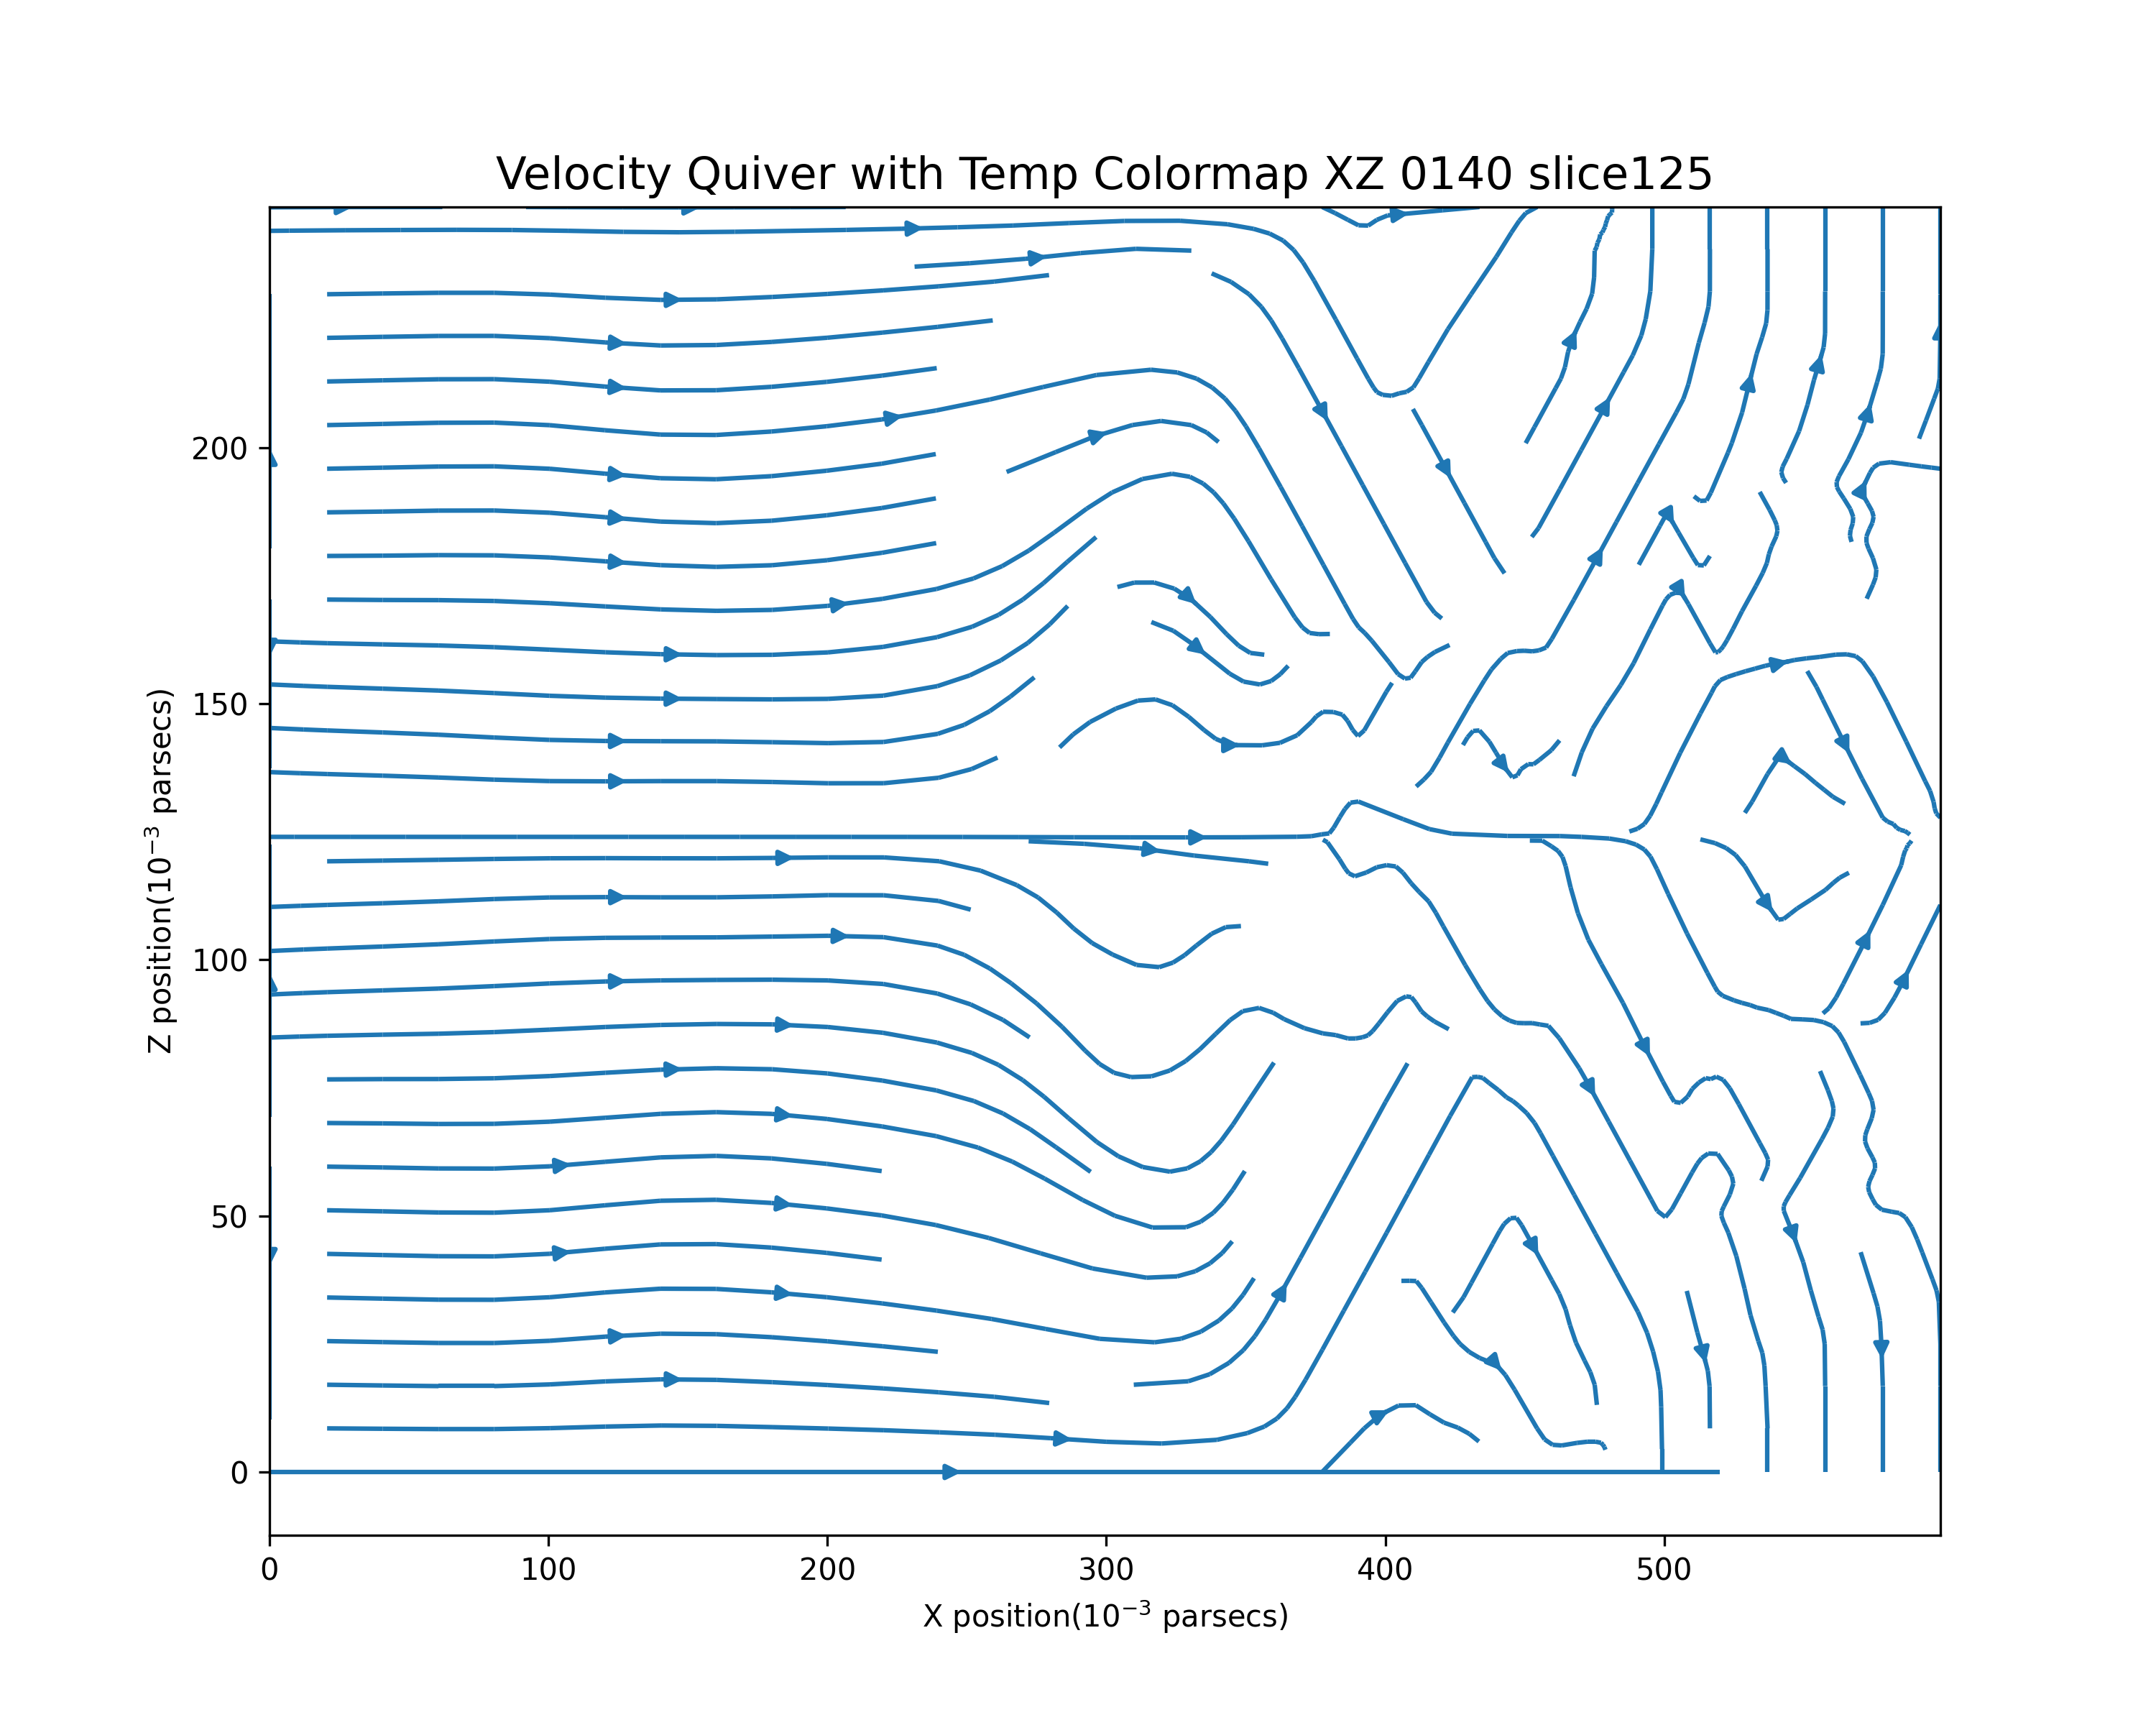 Velocity Quiver with Temp Colormap XZ 0140 slice125
200
150
100
50
0
Z position(10⁻³ parsecs)
0 100 200 300 400 500
X position(10⁻³ parsecs)